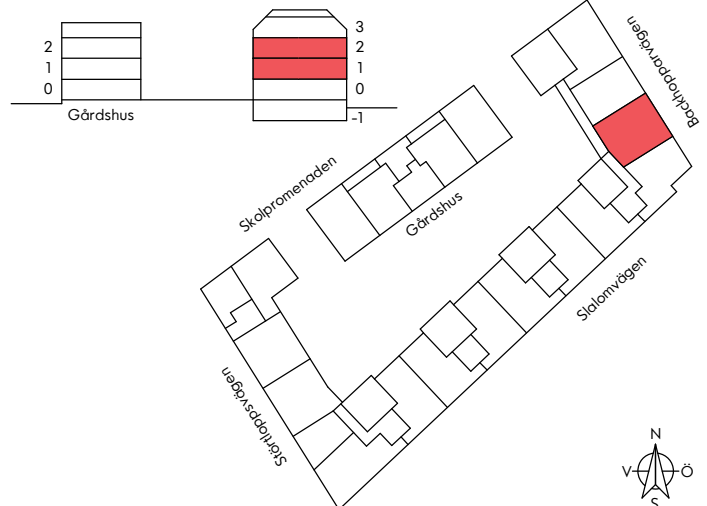 3
2
2
1
1
0
0
-1
Gårdshus
Backhopparvägen
Skolpromenaden
Gårdshus
Slalomvägen
Störtloppsvägen
N
V
Ö
S